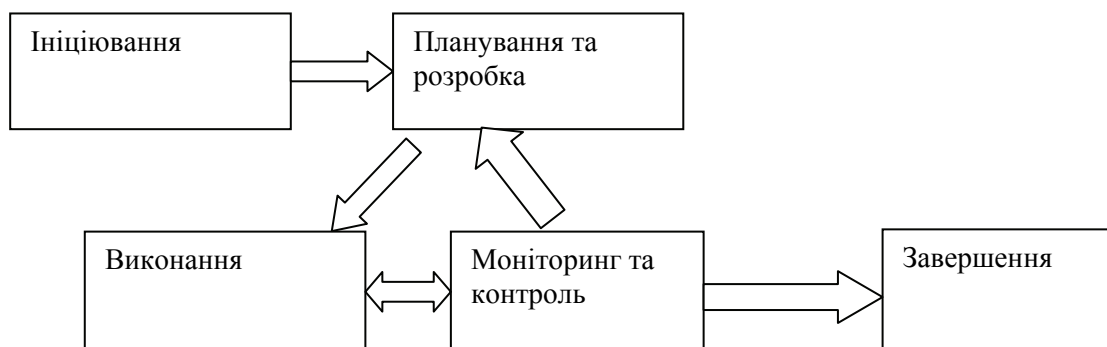 Ініціювання
Планування та
розробка
Виконання
Моніторинг та
контроль
Завершення